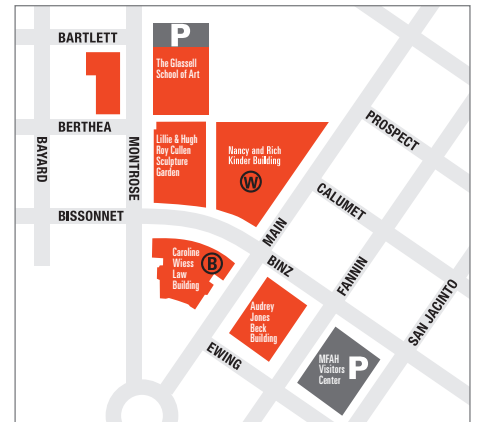 BARTLETT
P
The Glassell
School of Art
BERTHEA
BAYARD
MONTROSE
Lillie & Hugh
Roy Cullen
Sculpture
Garden
Nancy and Rich
Kinder Building
W
PROSPECT
CALUMET
BISSONNET
MAIN
Caroline
Wiess
Law
Building
B
BINZ
FANNIN
SAN JACINTO
Audrey
Jones
Beck
Building
EWING
MFAH
Visitors
Center
P